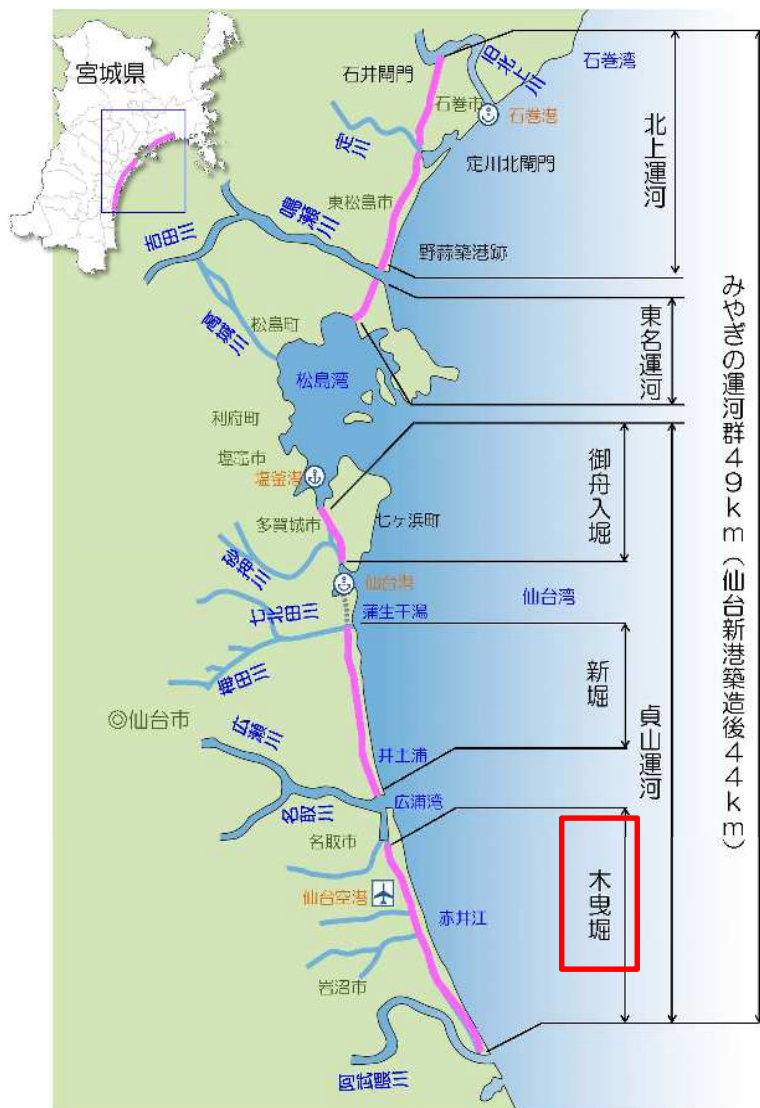 宮城県
石井閘門
旧北上川
石巻湾
石巻市
石巻港
北上運河
定川
定川北閘門
東松島市
鳴瀬川
吉田川
野蒜築港跡
高城川
松島町
東名運河
みやぎの運河群49km(仙台新港築造後44km)
松島湾
利府町
塩竈市
塩釜港
御舟入堀
多賀城市
七ヶ浜町
砂押川
仙台港
仙台湾
七北田川
蒲生干潟
梅田川
新堀
貞山運河
◎仙台市
広瀬川
井土浦
名取川
広浦湾
名取市
木曳堀
仙台空港
赤井江
岩沼市
阿武隈川